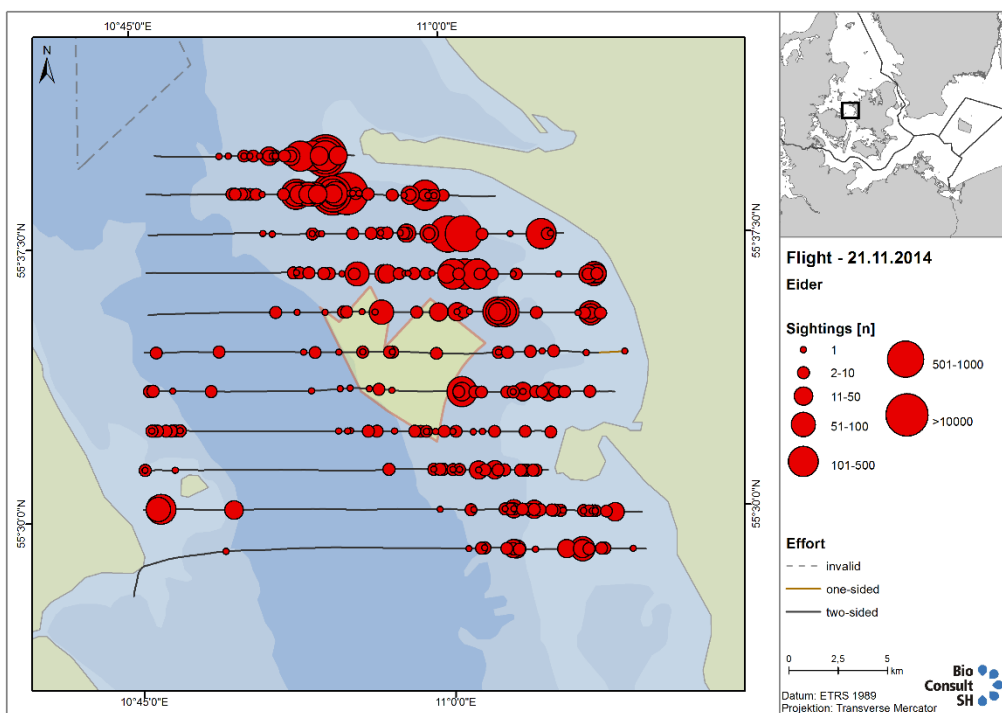 10°45'0"E
11°0'0"E
N
55°37'30"N
55°37'30"N
55°30'0"N
55°30'0"N
10°45'0"E
11°0'0"E
Flight - 21.11.2014
Eider
Sightings [n]
1
2-10
11-50
51-100
101-500
501-1000
>10000
Effort
invalid
one-sided
two-sided
0 2,5 5
km
Datum: ETRS 1989
Projektion: Transverse Mercator
Bio
Consult
SH